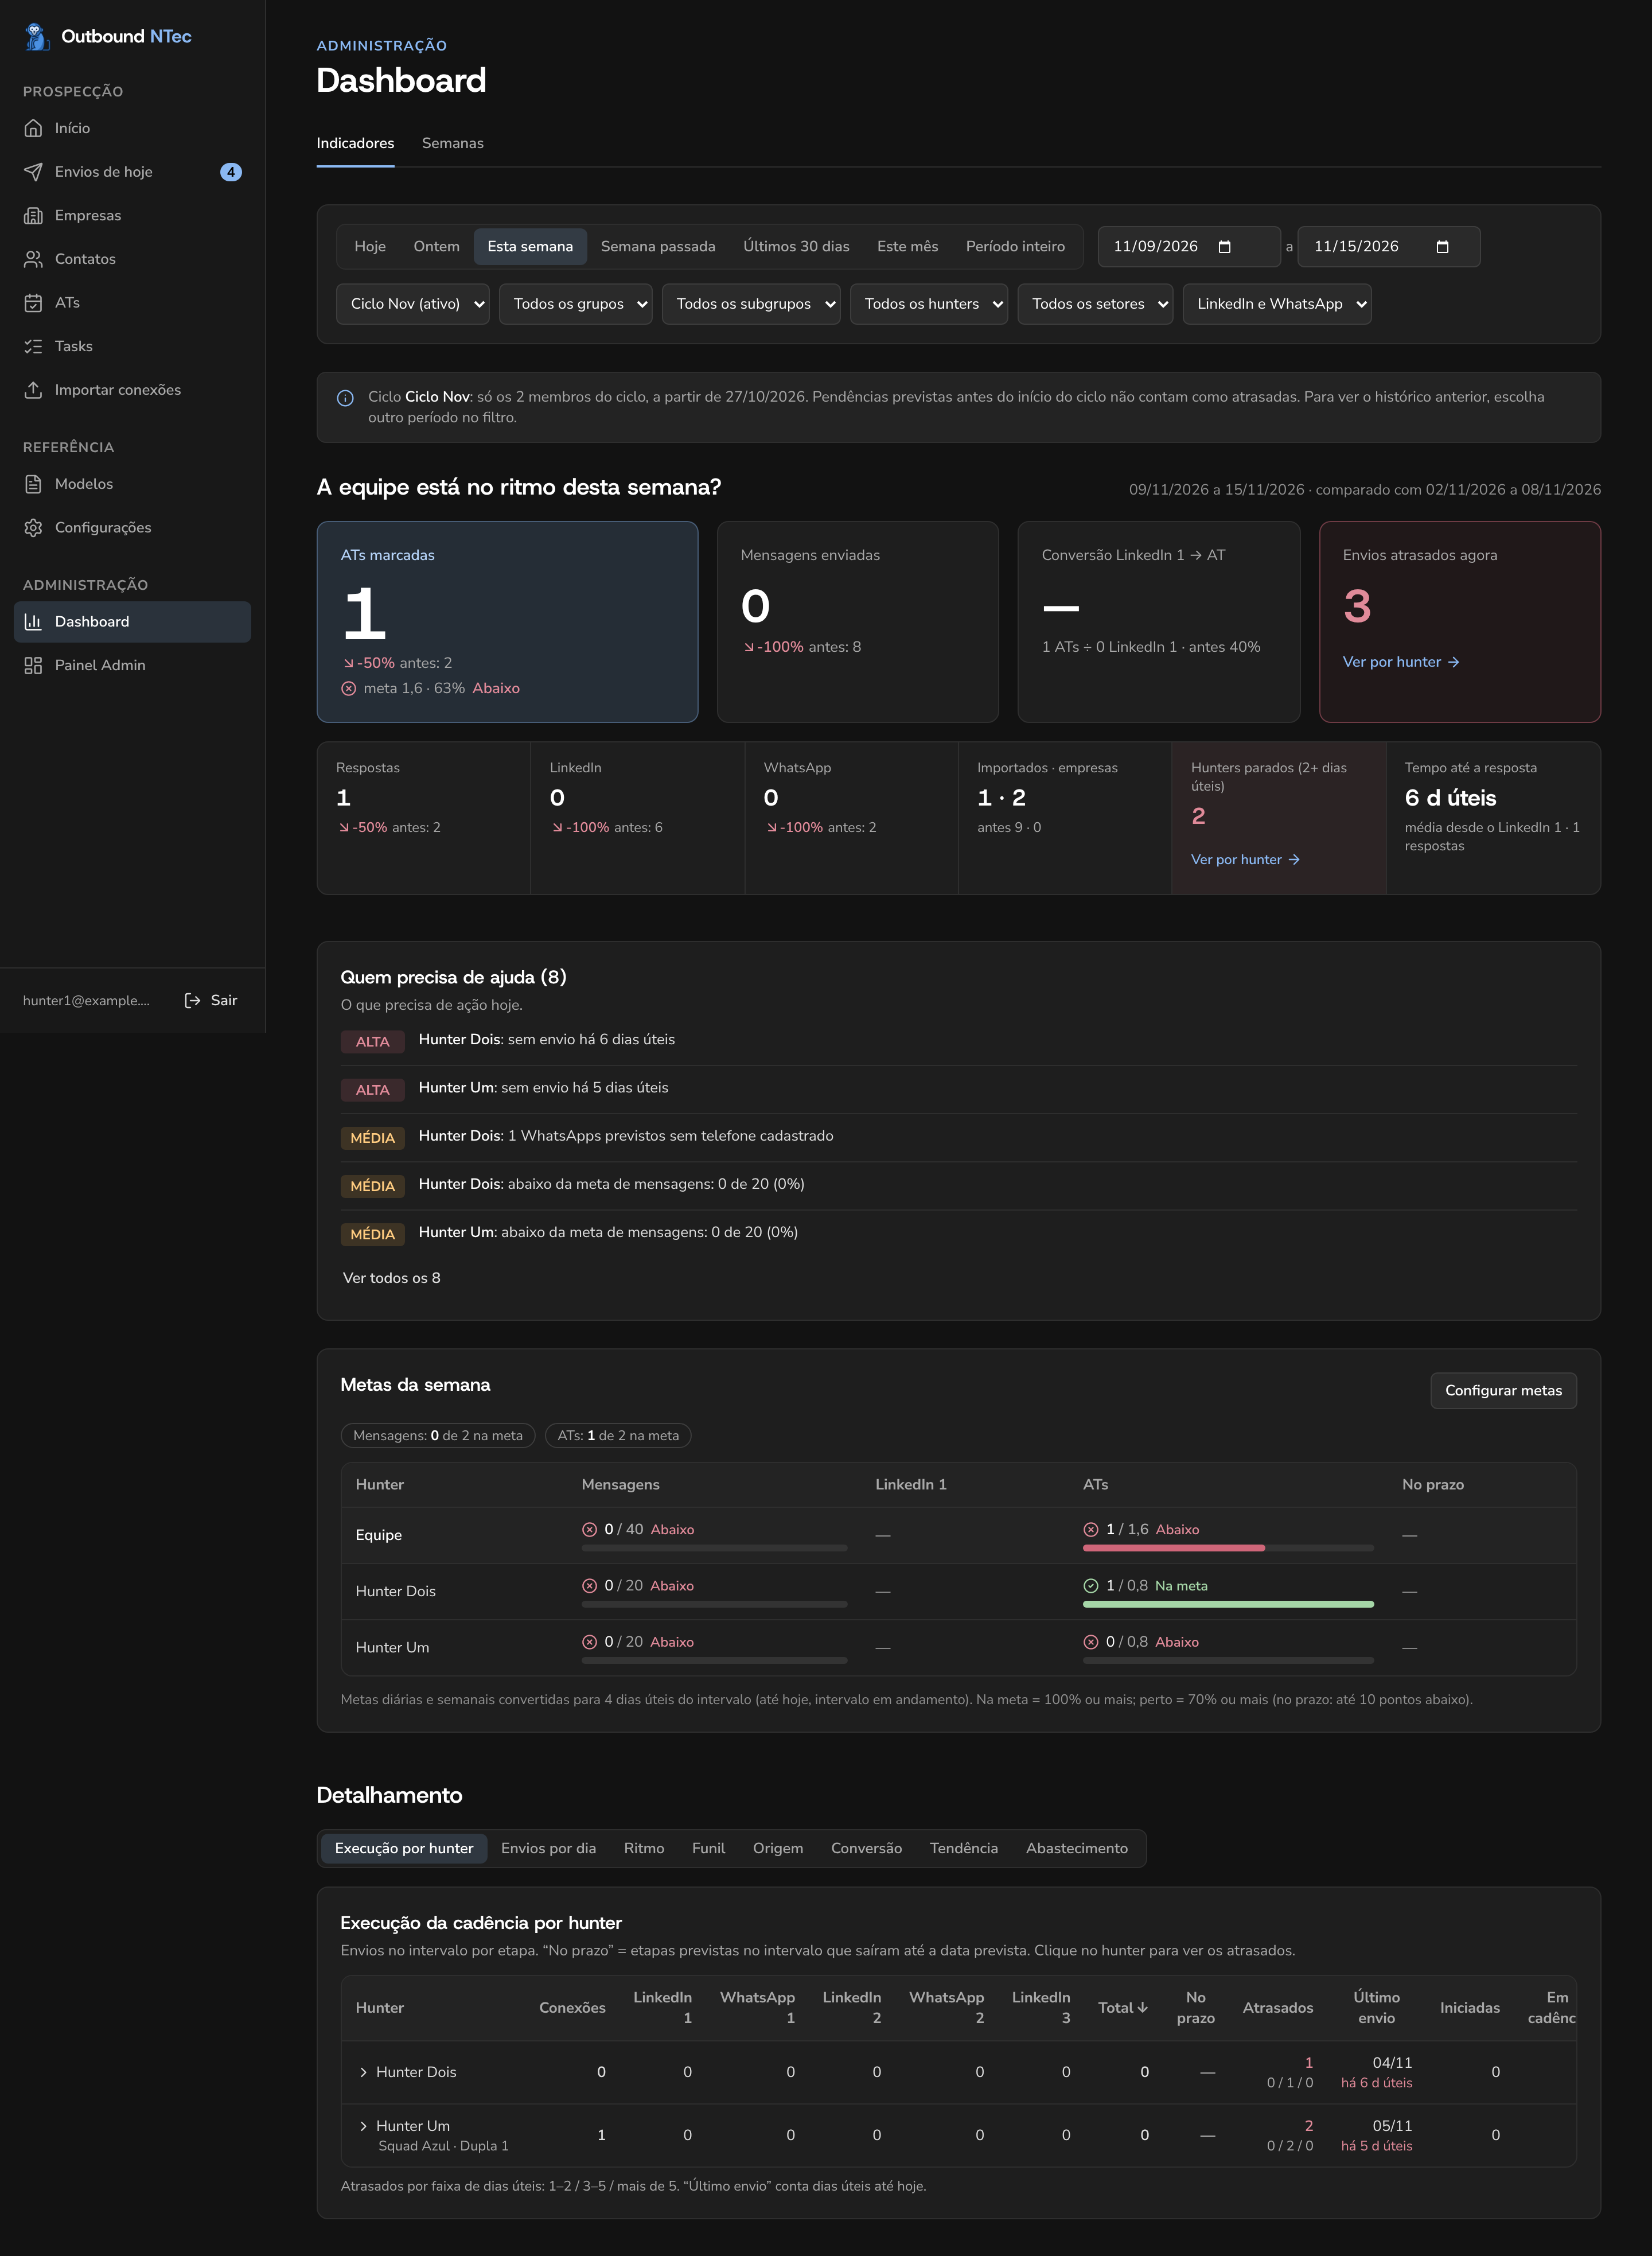 Outbound NTec
PROSPECÇÃO
Início
Envios de hoje 4
Empresas
Contatos
ATs
Tasks
Importar conexões
REFERÊNCIA
Modelos
Configurações
ADMINISTRAÇÃO
Dashboard
Painel Admin
hunter1@example.... Sair
ADMINISTRAÇÃO
Dashboard
Indicadores Semanas
Hoje Ontem Esta semana Semana passada Últimos 30 dias Este mês Período inteiro 11/09/2026 a 11/15/2026
Ciclo Nov (ativo) Todos os grupos Todos os subgrupos Todos os hunters Todos os setores LinkedIn e WhatsApp
Ciclo Ciclo Nov: só os 2 membros do ciclo, a partir de 27/10/2026. Pendências previstas antes do início do ciclo não contam como atrasadas. Para ver o histórico anterior, escolha
outro período no filtro.
A equipe está no ritmo desta semana? 09/11/2026 a 15/11/2026 · comparado com 02/11/2026 a 08/11/2026
ATs marcadas
1
↘ -50% antes: 2
meta 1,6 · 63% Abaixo
Mensagens enviadas
0
↘ -100% antes: 8
Conversão LinkedIn 1 → AT
—
1 ATs ÷ 0 LinkedIn 1 · antes 40%
Envios atrasados agora
3
Ver por hunter →
Respostas
1
↘ -50% antes: 2
LinkedIn
0
↘ -100% antes: 6
WhatsApp
0
↘ -100% antes: 2
Importados · empresas
1 · 2
antes 9 · 0
Hunters parados (2+ dias
úteis)
2
Ver por hunter →
Tempo até a resposta
6 d úteis
média desde o LinkedIn 1 · 1
respostas
Quem precisa de ajuda (8)
O que precisa de ação hoje.
ALTA Hunter Dois: sem envio há 6 dias úteis
ALTA Hunter Um: sem envio há 5 dias úteis
MÉDIA Hunter Dois: 1 WhatsApps previstos sem telefone cadastrado
MÉDIA Hunter Dois: abaixo da meta de mensagens: 0 de 20 (0%)
MÉDIA Hunter Um: abaixo da meta de mensagens: 0 de 20 (0%)
Ver todos os 8
Metas da semana Configurar metas
Mensagens: 0 de 2 na meta ATs: 1 de 2 na meta
Hunter Mensagens LinkedIn 1 ATs No prazo
Equipe 0 / 40 Abaixo — 1 / 1,6 Abaixo —
Hunter Dois 0 / 20 Abaixo — 1 / 0,8 Na meta —
Hunter Um 0 / 20 Abaixo — 0 / 0,8 Abaixo —
Metas diárias e semanais convertidas para 4 dias úteis do intervalo (até hoje, intervalo em andamento). Na meta = 100% ou mais; perto = 70% ou mais (no prazo: até 10 pontos abaixo).
Detalhamento
Execução por hunter Envios por dia Ritmo Funil Origem Conversão Tendência Abastecimento
Execução da cadência por hunter
Envios no intervalo por etapa. “No prazo” = etapas previstas no intervalo que saíram até a data prevista. Clique no hunter para ver os atrasados.
Hunter Conexões LinkedIn 1 WhatsApp 1 LinkedIn 2 WhatsApp 2 LinkedIn 3 Total ↓ No prazo Atrasados Último envio Iniciadas Em cadênc
Hunter Dois 0 0 0 0 0 0 0 — 1 04/11 0
0 / 1 / 0 há 6 d úteis
Hunter Um 1 0 0 0 0 0 0 — 2 05/11 0
Squad Azul · Dupla 1 0 / 2 / 0 há 5 d úteis
Atrasados por faixa de dias úteis: 1–2 / 3–5 / mais de 5. “Último envio” conta dias úteis até hoje.